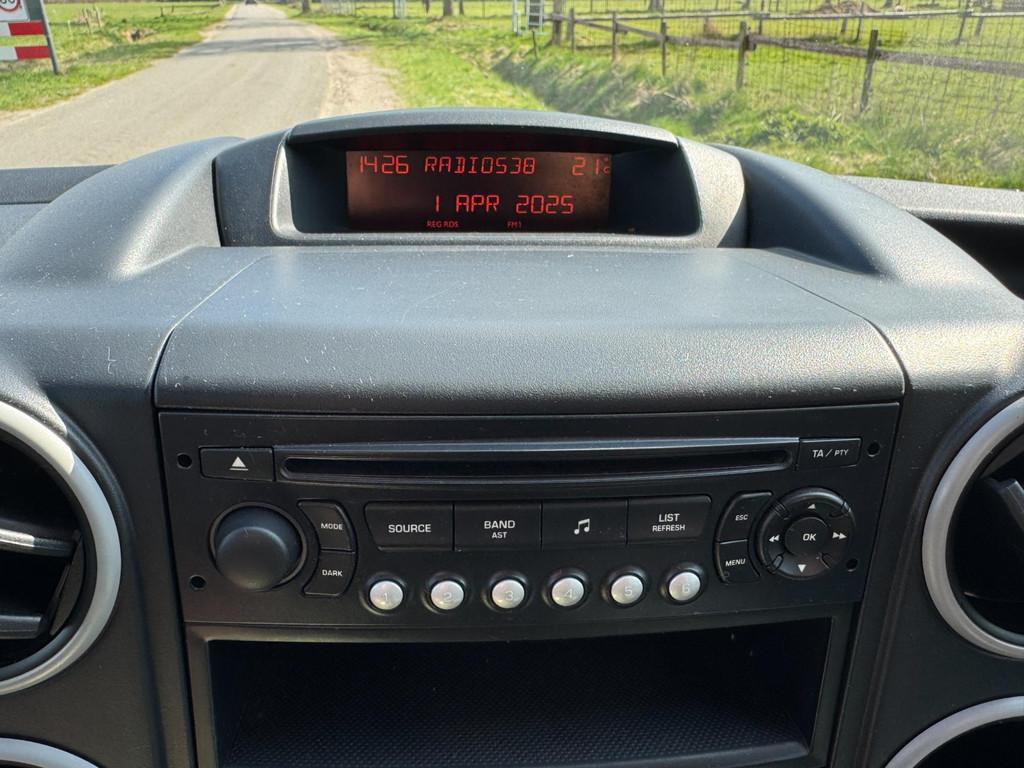 1426 RADIO538 21°C
1 APR 2025
REG RDS FM1
TA / PTY
MODE
DARK
SOURCE
BAND
AST
LIST
REFRESH
ESC
MENU
OK
1 2 3 4 5 6